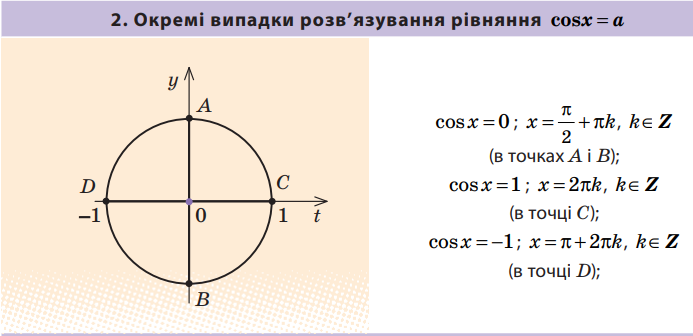 2. Окремі випадки розв’язування рівняння cosx=a
y
A
D
C
–1
0
1
t
B
cosx=0; x=π/2+πk, k∈Z
(в точках A і B);
cosx=1; x=2πk, k∈Z
(в точці C);
cosx=–1; x=π+2πk, k∈Z
(в точці D);